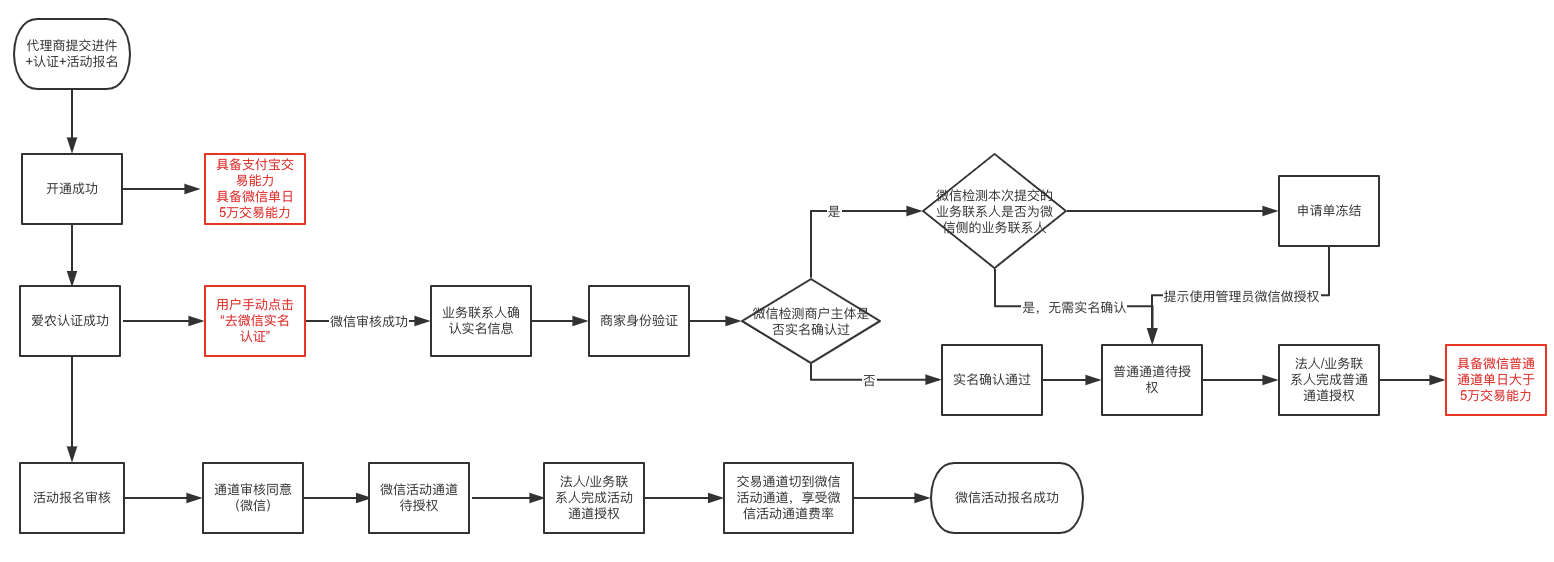 代理商提交进件
+认证+活动报名
开通成功
具备支付宝交
易能力
具备微信单日
5万交易能力
爱农认证成功
用户手动点击
“去微信实名
认证”
微信审核成功
业务联系人确
认实名信息
商家身份验证
微信检测商户主体是
否实名确认过
是
微信检测本次提交的
业务联系人是否为微
信侧的业务联系人
申请单冻结
是，无需实名确认
提示使用管理员微信做授权
否
实名确认通过
普通通道待授
权
法人/业务联
系人完成普通
通道授权
具备微信普通
通道单日大于
5万交易能力
活动报名审核
通道审核同意
（微信）
微信活动通道
待授权
法人/业务联
系人完成活动
通道授权
交易通道切到微信
活动通道，享受微
信活动通道费率
微信活动报名成功